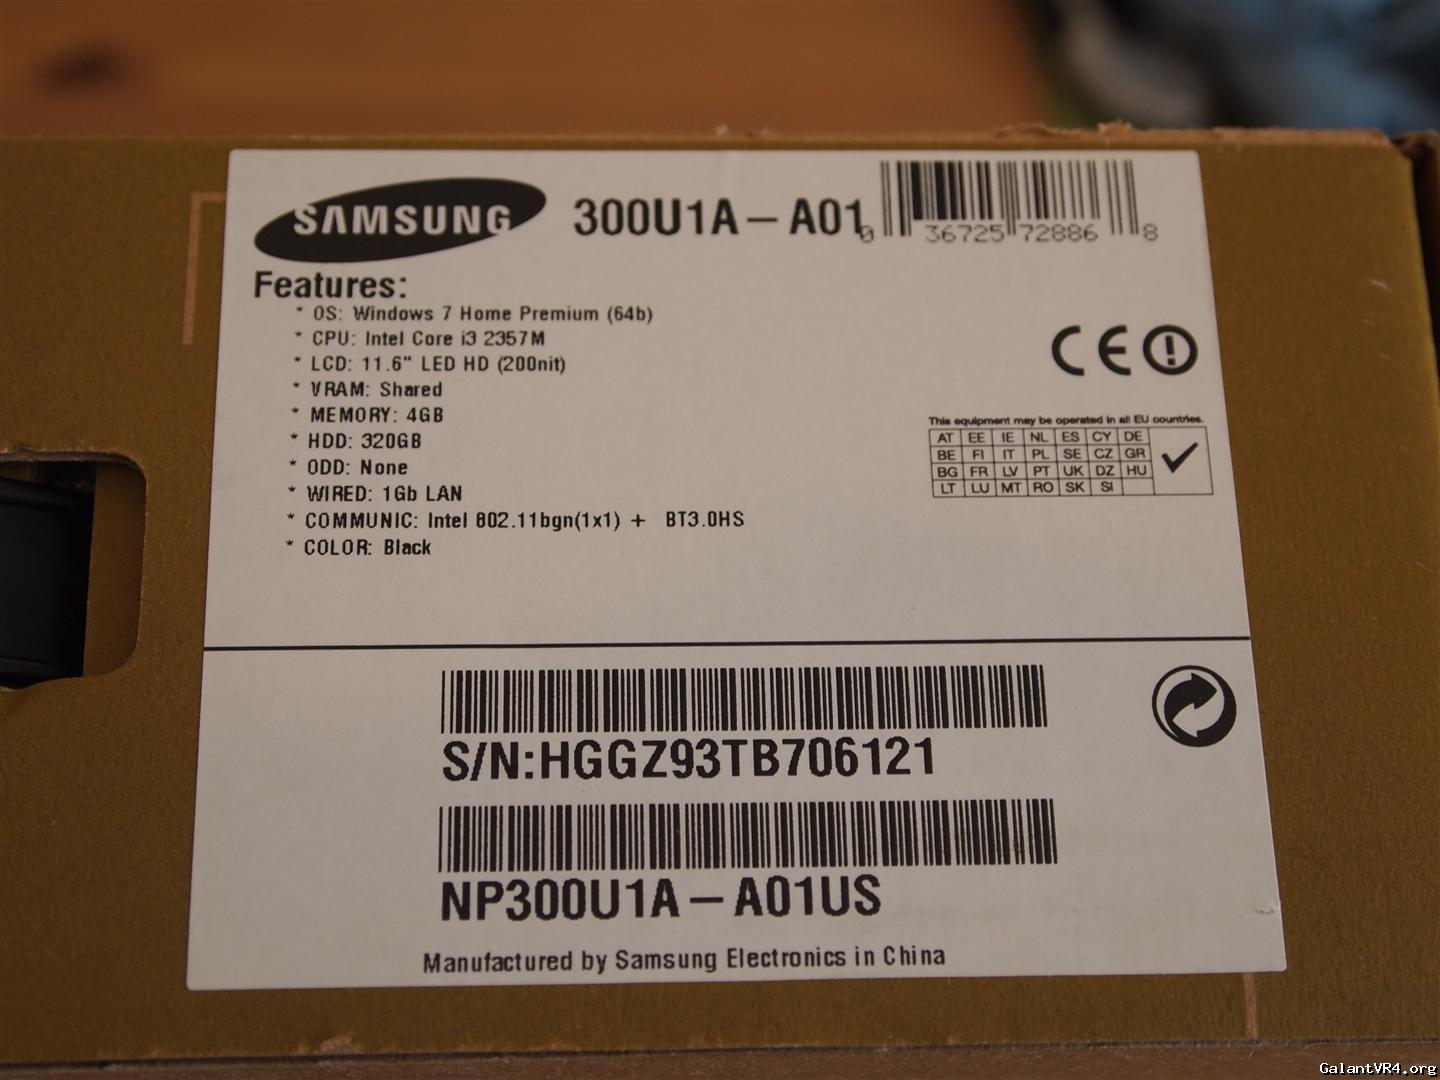 SAMSUNG
300U1A – A01
0 36725 72886 8
Features:
* OS: Windows 7 Home Premium (64b)
* CPU: Intel Core i3 2357M
* LCD: 11.6" LED HD (200nit)
* VRAM: Shared
* MEMORY: 4GB
* HDD: 320GB
* ODD: None
* WIRED: 1Gb LAN
* COMMUNIC: Intel 802.11bgn(1x1) + BT3.0HS
* COLOR: Black
CE
This equipment may be operated in all EU countries.
AT EE IE NL ES CY DE
BE FI IT PL SE CZ GR
BG FR LV PT UK DZ HU
LT LU MT RO SK SI
S/N:HGGZ93TB706121
NP300U1A – A01US
Manufactured by Samsung Electronics in China
GalantVR4.org